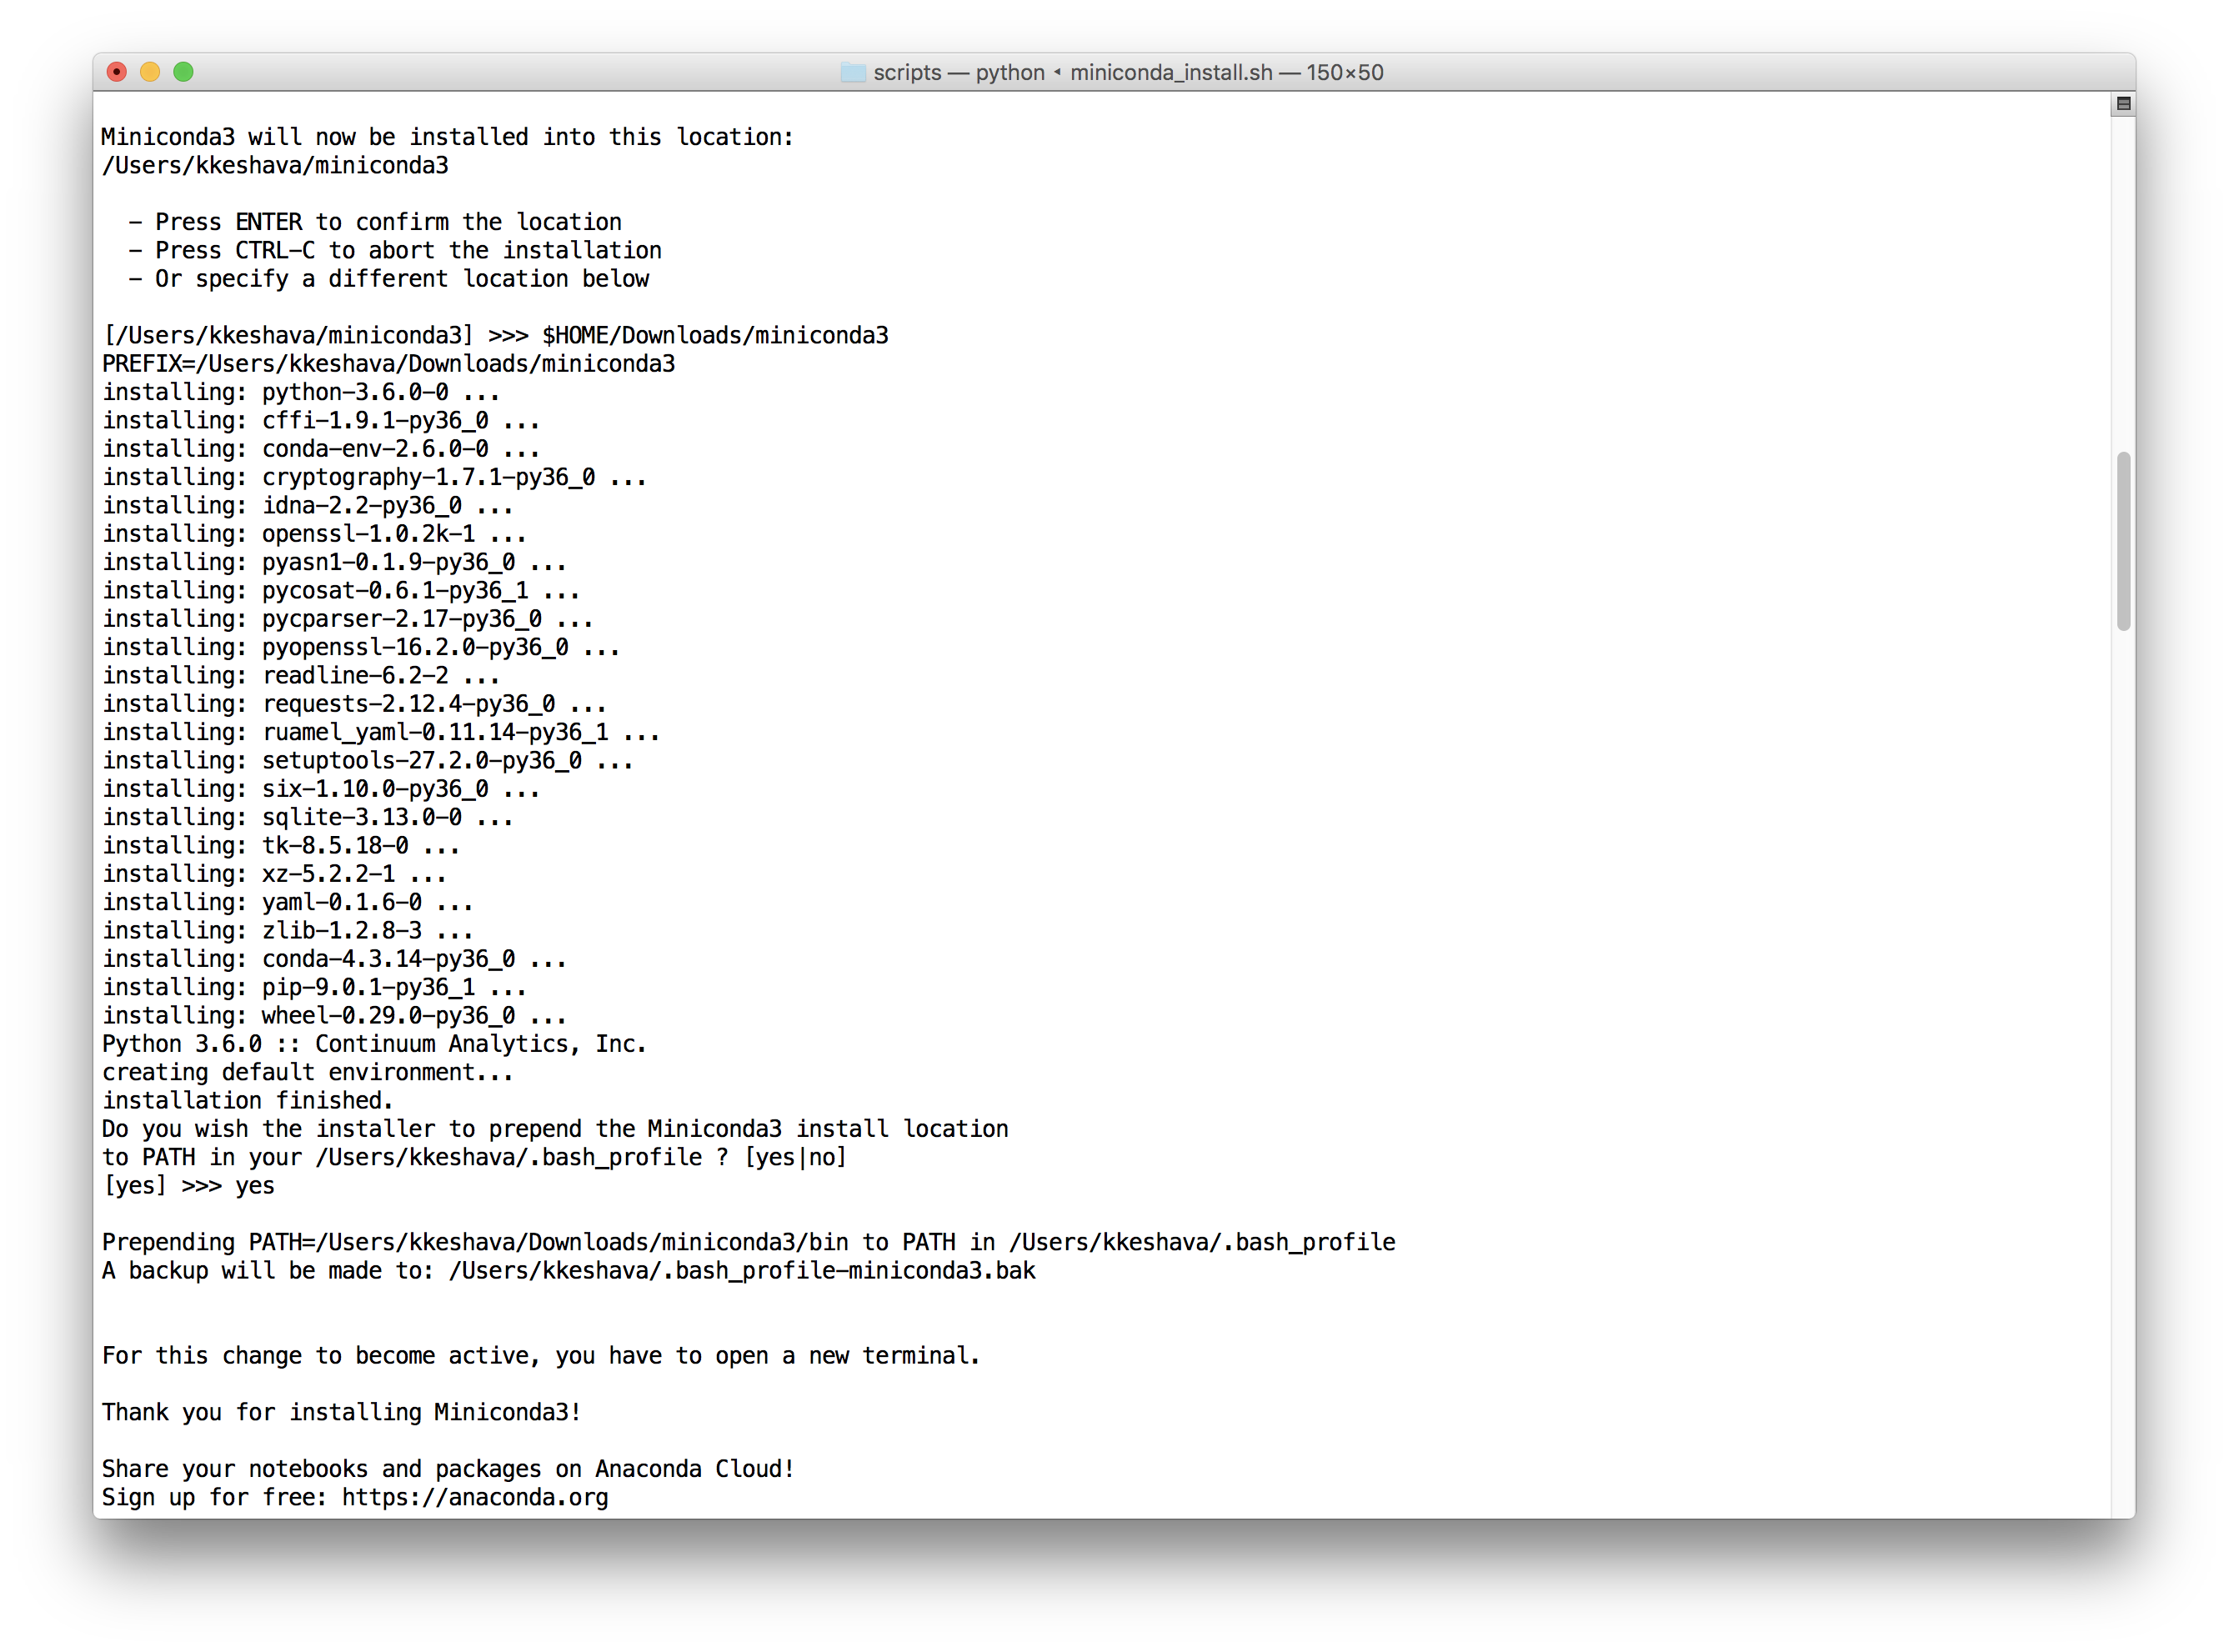 scripts — python ◂ miniconda_install.sh — 150×50
Miniconda3 will now be installed into this location:
/Users/kkeshava/miniconda3
- Press ENTER to confirm the location
- Press CTRL-C to abort the installation
- Or specify a different location below
[/Users/kkeshava/miniconda3] >>> $HOME/Downloads/miniconda3
PREFIX=/Users/kkeshava/Downloads/miniconda3
installing: python-3.6.0-0 ...
installing: cffi-1.9.1-py36_0 ...
installing: conda-env-2.6.0-0 ...
installing: cryptography-1.7.1-py36_0 ...
installing: idna-2.2-py36_0 ...
installing: openssl-1.0.2k-1 ...
installing: pyasn1-0.1.9-py36_0 ...
installing: pycosat-0.6.1-py36_1 ...
installing: pycparser-2.17-py36_0 ...
installing: pyopenssl-16.2.0-py36_0 ...
installing: readline-6.2-2 ...
installing: requests-2.12.4-py36_0 ...
installing: ruamel_yaml-0.11.14-py36_1 ...
installing: setuptools-27.2.0-py36_0 ...
installing: six-1.10.0-py36_0 ...
installing: sqlite-3.13.0-0 ...
installing: tk-8.5.18-0 ...
installing: xz-5.2.2-1 ...
installing: yaml-0.1.6-0 ...
installing: zlib-1.2.8-3 ...
installing: conda-4.3.14-py36_0 ...
installing: pip-9.0.1-py36_1 ...
installing: wheel-0.29.0-py36_0 ...
Python 3.6.0 :: Continuum Analytics, Inc.
creating default environment...
installation finished.
Do you wish the installer to prepend the Miniconda3 install location
to PATH in your /Users/kkeshava/.bash_profile ? [yes|no]
[yes] >>> yes
Prepending PATH=/Users/kkeshava/Downloads/miniconda3/bin to PATH in /Users/kkeshava/.bash_profile
A backup will be made to: /Users/kkeshava/.bash_profile-miniconda3.bak
For this change to become active, you have to open a new terminal.
Thank you for installing Miniconda3!
Share your notebooks and packages on Anaconda Cloud!
Sign up for free: https://anaconda.org